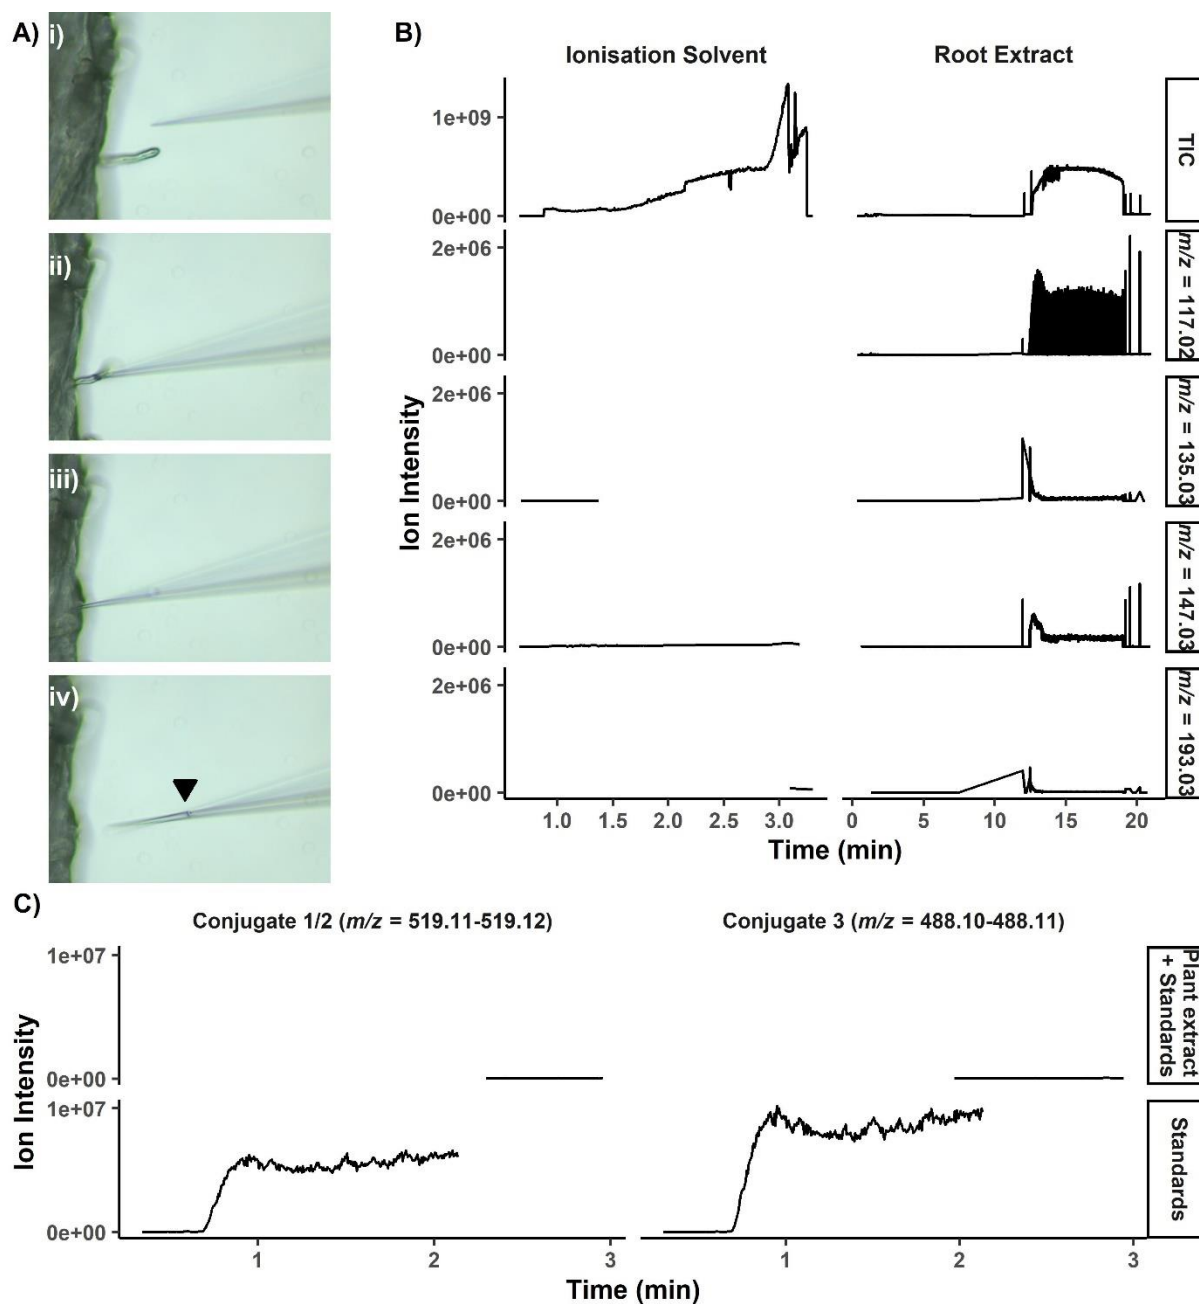 A)
i)
ii)
iii)
iv)
B)
Ionisation Solvent
Root Extract
Ion Intensity
1e+09
0e+00
TIC
2e+06
0e+00
m/z = 117.02
2e+06
0e+00
m/z = 135.03
2e+06
0e+00
m/z = 147.03
2e+06
0e+00
m/z = 193.03
1.0 1.5 2.0 2.5 3.0
0 5 10 15 20
Time (min)
C)
Conjugate 1/2 (m/z = 519.11-519.12)
Conjugate 3 (m/z = 488.10-488.11)
Ion Intensity
1e+07
0e+00
Plant extract
+ Standards
1e+07
0e+00
Standards
1 2 3
1 2 3
Time (min)